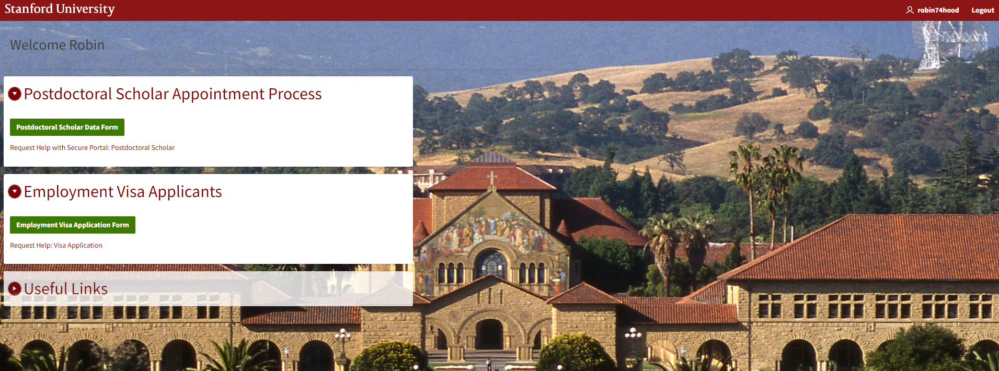 Stanford University
robin74hood Logout
Welcome Robin
Postdoctoral Scholar Appointment Process
Postdoctoral Scholar Data Form
Request Help with Secure Portal: Postdoctoral Scholar
Employment Visa Applicants
Employment Visa Application Form
Request Help: Visa Application
Useful Links